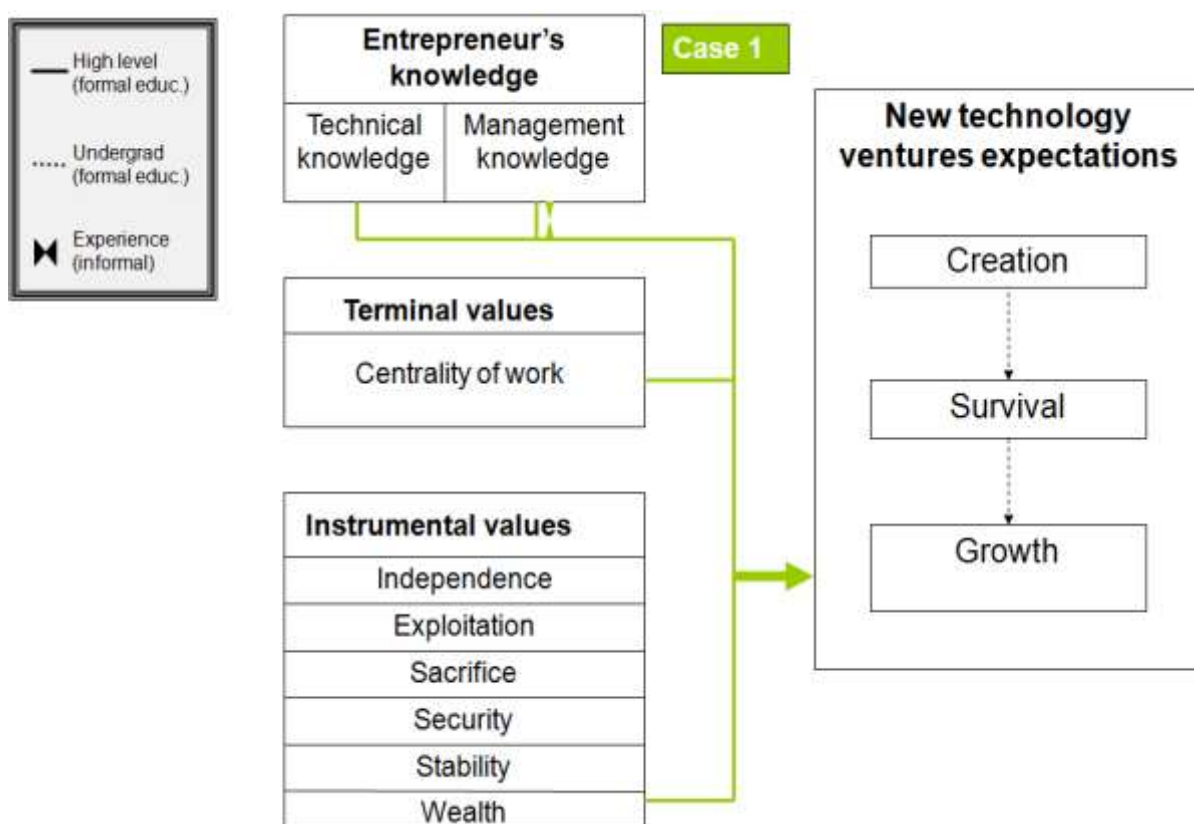 High level
(formal educ.)
Undergrad
(formal educ.)
Experience
(informal)
Entrepreneur's
knowledge
Technical
knowledge
Management
knowledge
Case 1
Terminal values
Centrality of work
Instrumental values
Independence
Exploitation
Sacrifice
Security
Stability
Wealth
New technology
ventures expectations
Creation
Survival
Growth